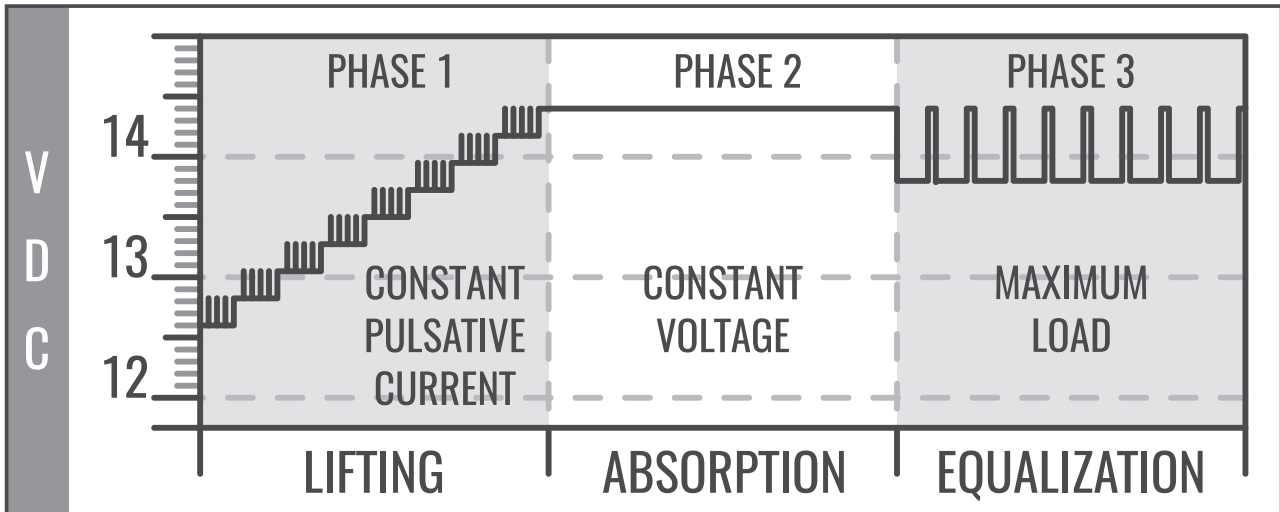 VDC
14
13
12
PHASE 1
CONSTANT
PULSATIVE
CURRENT
PHASE 2
CONSTANT
VOLTAGE
PHASE 3
MAXIMUM
LOAD
LIFTING
ABSORPTION
EQUALIZATION